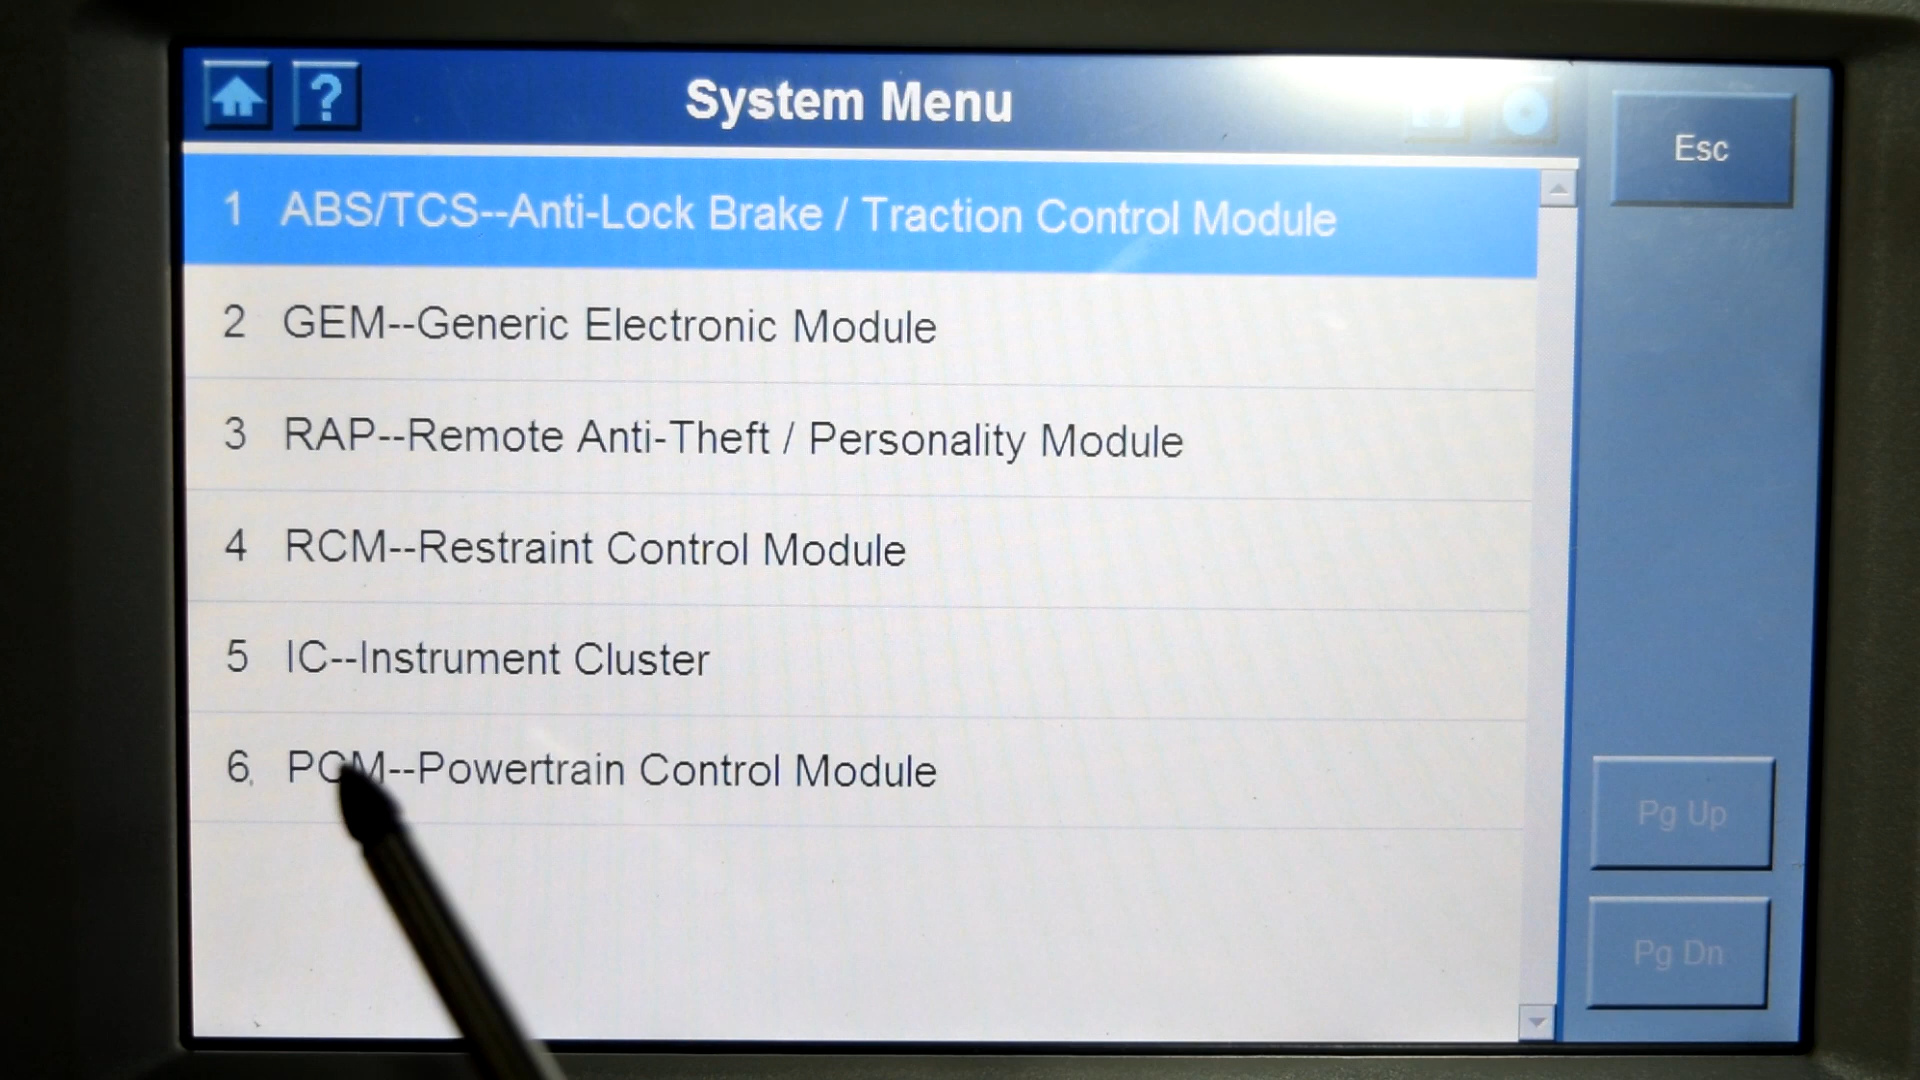 System Menu
Esc
1 ABS/TCS--Anti-Lock Brake / Traction Control Module
2 GEM--Generic Electronic Module
3 RAP--Remote Anti-Theft / Personality Module
4 RCM--Restraint Control Module
5 IC--Instrument Cluster
6 PCM--Powertrain Control Module
Pg Up
Pg Dn